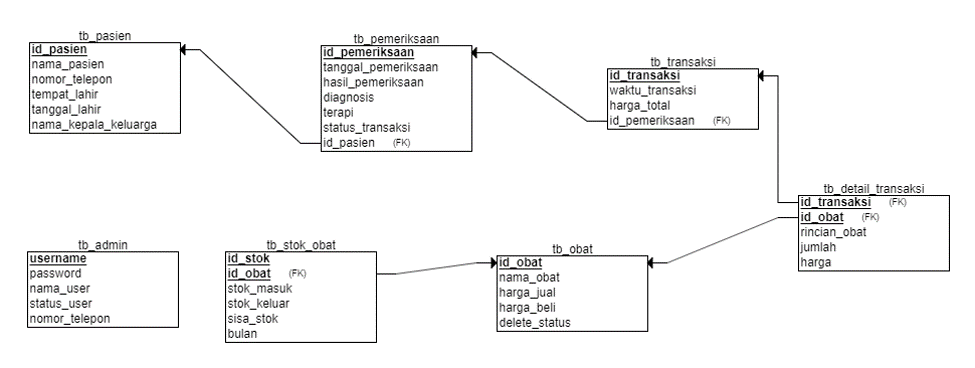 tb_pasien
id_pasien
nama_pasien
nomor_telepon
tempat_lahir
tanggal_lahir
nama_kepala_keluarga
tb_pemeriksaan
id_pemeriksaan
tanggal_pemeriksaan
hasil_pemeriksaan
diagnosis
terapi
status_transaksi
id_pasien (FK)
tb_transaksi
id_transaksi
waktu_transaksi
harga_total
id_pemeriksaan (FK)
tb_detail_transaksi
id_transaksi (FK)
id_obat (FK)
rincian_obat
jumlah
harga
tb_admin
username
password
nama_user
status_user
nomor_telepon
tb_stok_obat
id_stok
id_obat (FK)
stok_masuk
stok_keluar
sisa_stok
bulan
tb_obat
id_obat
nama_obat
harga_jual
harga_beli
delete_status